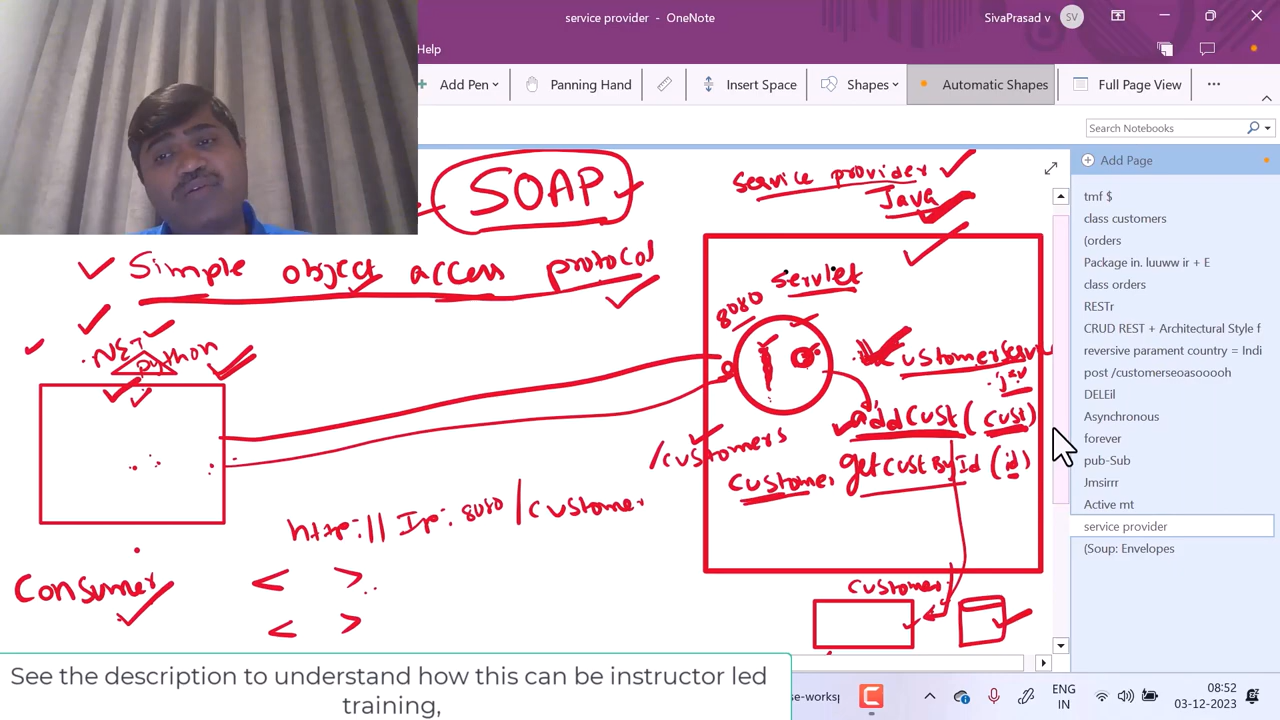 service provider - OneNote
SivaPrasad v
SV
Help
Add Pen
Panning Hand
Insert Space
Shapes
Automatic Shapes
Full Page View
Search Notebooks
Add Page
tmf $
class customers
(orders
Package in. luuww ir + E
class orders
RESTr
CRUD REST + Architectural Style f
reversive parament country = Indi
post /customerseoasooooh
DELEil
Asynchronous
forever
pub-Sub
Jmsirr
Active mt
service provider
(Soup: Envelopes
SOAP
Simple object access protocol
service provider
Java
servlet
8080
.NET
python
customerServi
addCust (cust)
/customers
customer getCustById (id)
http:// Ip: 8080 /customer
Consumer
< >
< >
customer
See the description to understand how this can be instructor led
training,
se-worksp
ENG
IN
08:52
03-12-2023